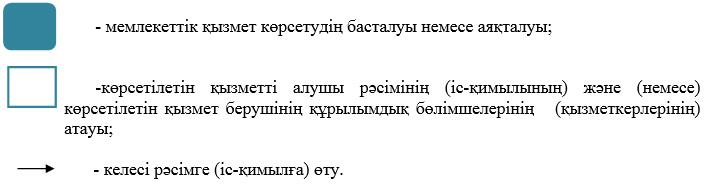 - мемлекеттік қызмет көрсетудің басталуы немесе аяқталуы;
-көрсетілетін қызметті алушы рәсімінің (іс-қимылының) және (немесе)
көрсетілетін қызмет берушінің құрылымдық бөлімшелерінің (қызметкерлерінің)
атауы;
- келесі рәсімге (іс-қимылға) өту.